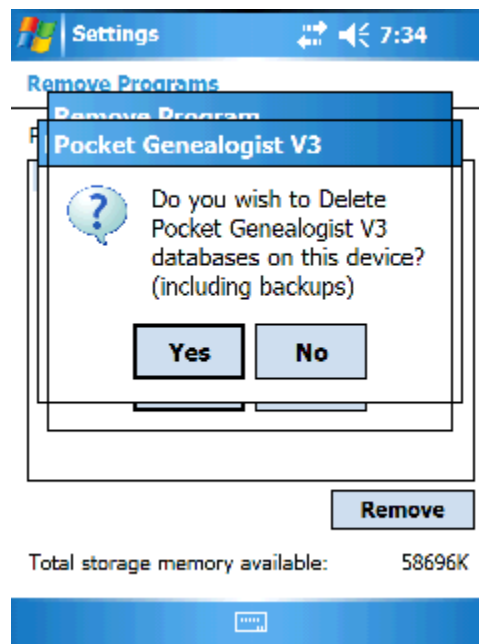 Settings 7:34
Remove Programs
Remove Program
P
Pocket Genealogist V3
Do you wish to Delete
Pocket Genealogist V3
databases on this device?
(including backups)
Yes No
Remove
Total storage memory available: 58696K